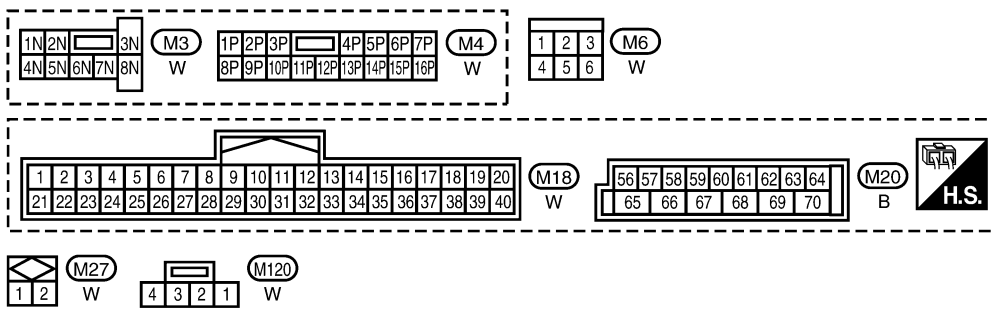 1N 2N 3N M3
4N 5N 6N 7N 8N W
1P 2P 3P 4P 5P 6P 7P M4
8P 9P 10P 11P 12P 13P 14P 15P 16P W
1 2 3 M6
4 5 6 W
1 2 3 4 5 6 7 8 9 10 11 12 13 14 15 16 17 18 19 20 M18
21 22 23 24 25 26 27 28 29 30 31 32 33 34 35 36 37 38 39 40 W
56 57 58 59 60 61 62 63 64 M20
65 66 67 68 69 70 B
H.S.
M27
1 2 W
M120
4 3 2 1 W